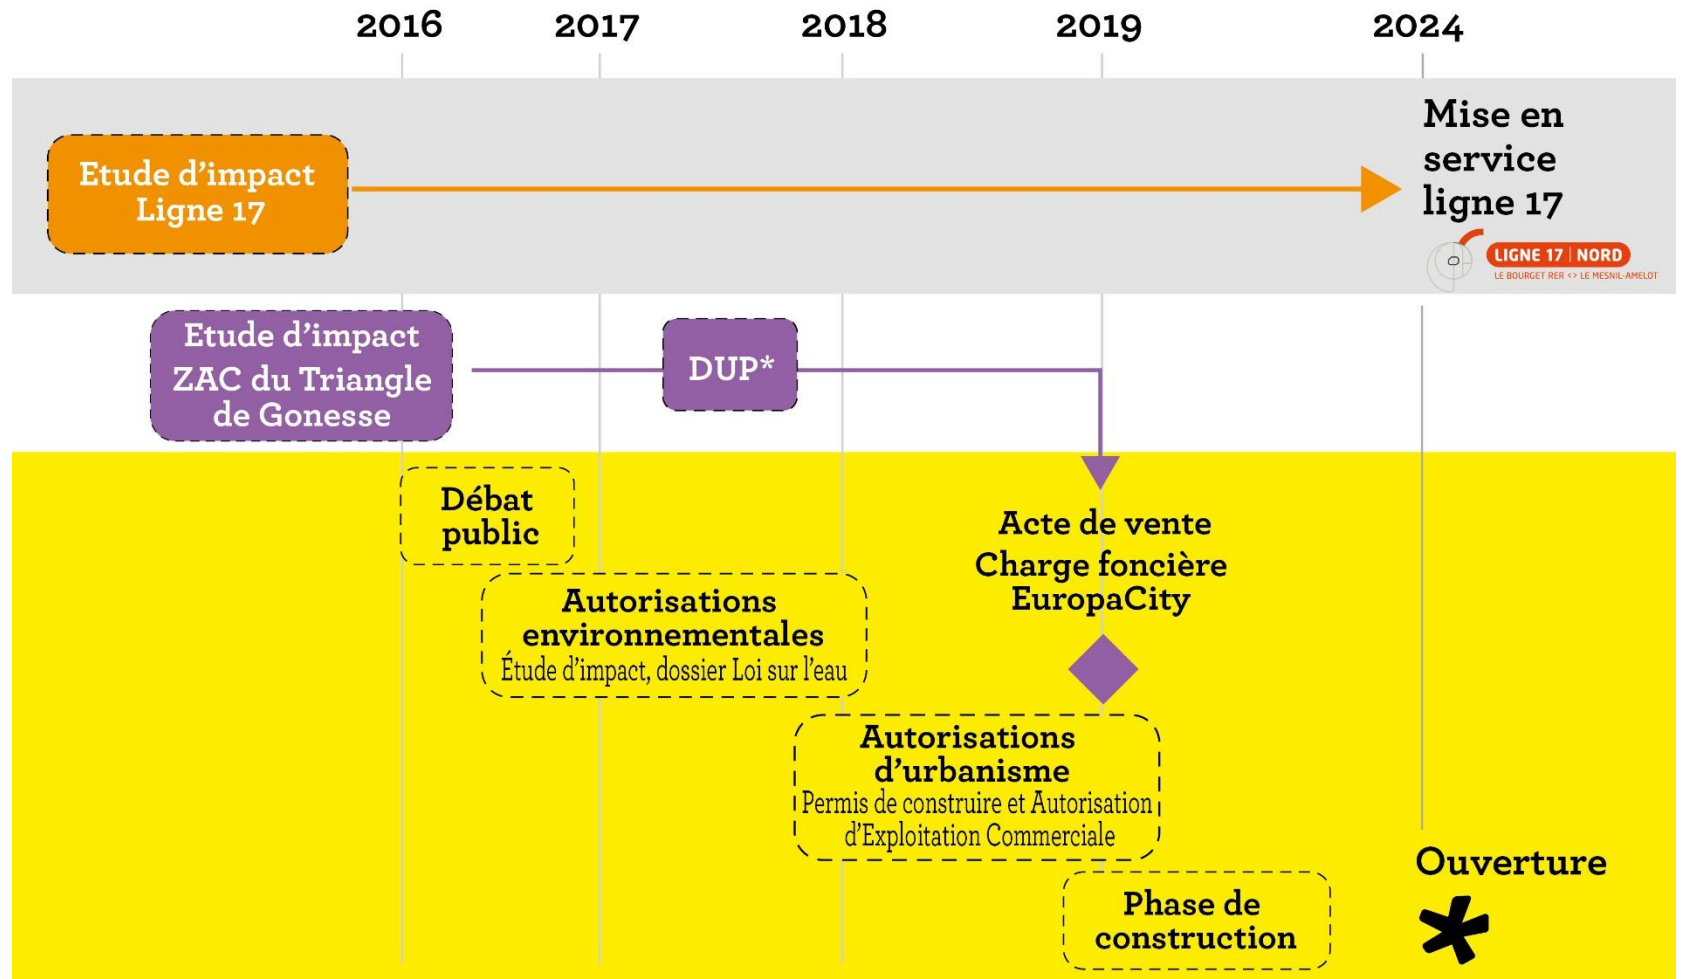 2016 2017 2018 2019 2024
Etude d'impact
Ligne 17
Mise en
service
ligne 17
LIGNE 17 | NORD
LE BOURGET RER <> LE MESNIL-AMELOT
Etude d'impact
ZAC du Triangle
de Gonesse
DUP*
Débat
public
Autorisations
environnementales
Étude d'impact, dossier Loi sur l'eau
Acte de vente
Charge foncière
EuropaCity
Autorisations
d'urbanisme
Permis de construire et Autorisation
d'Exploitation Commerciale
Phase de
construction
Ouverture